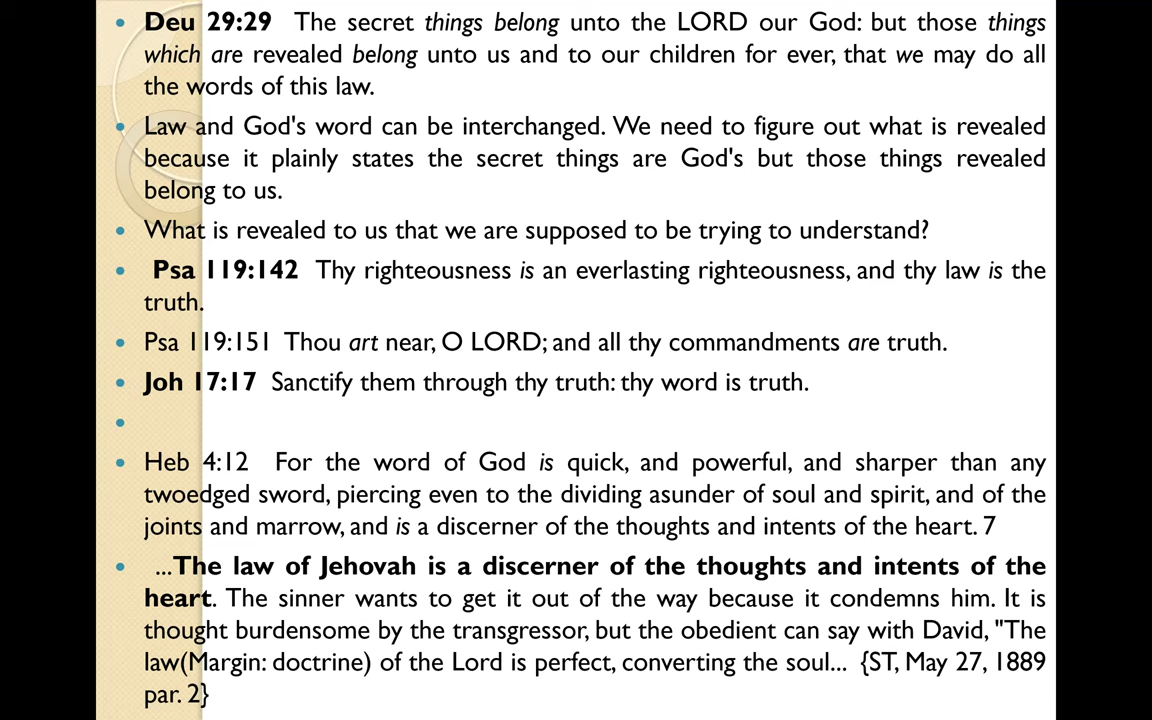 Deu 29:29 The secret things belong unto the LORD our God: but those things
which are revealed belong unto us and to our children for ever, that we may do all
the words of this law.
Law and God's word can be interchanged. We need to figure out what is revealed
because it plainly states the secret things are God's but those things revealed
belong to us.
What is revealed to us that we are supposed to be trying to understand?
Psa 119:142 Thy righteousness is an everlasting righteousness, and thy law is the
truth.
Psa 119:151 Thou art near, O LORD; and all thy commandments are truth.
Joh 17:17 Sanctify them through thy truth: thy word is truth.
Heb 4:12 For the word of God is quick, and powerful, and sharper than any
twoedged sword, piercing even to the dividing asunder of soul and spirit, and of the
joints and marrow, and is a discerner of the thoughts and intents of the heart. 7
...The law of Jehovah is a discerner of the thoughts and intents of the
heart. The sinner wants to get it out of the way because it condemns him. It is
thought burdensome by the transgressor, but the obedient can say with David, "The
law(Margin: doctrine) of the Lord is perfect, converting the soul... {ST, May 27, 1889
par. 2}